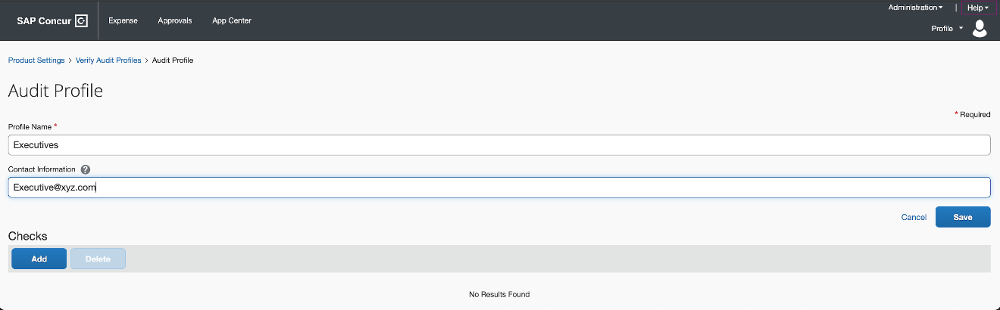 Administration | Help
SAP Concur C Expense Approvals App Center
Profile
Product Settings > Verify Audit Profiles > Audit Profile
Audit Profile
* Required
Profile Name *
Executives
Contact Information ?
Executive@xyz.com
Cancel Save
Checks
Add Delete
No Results Found